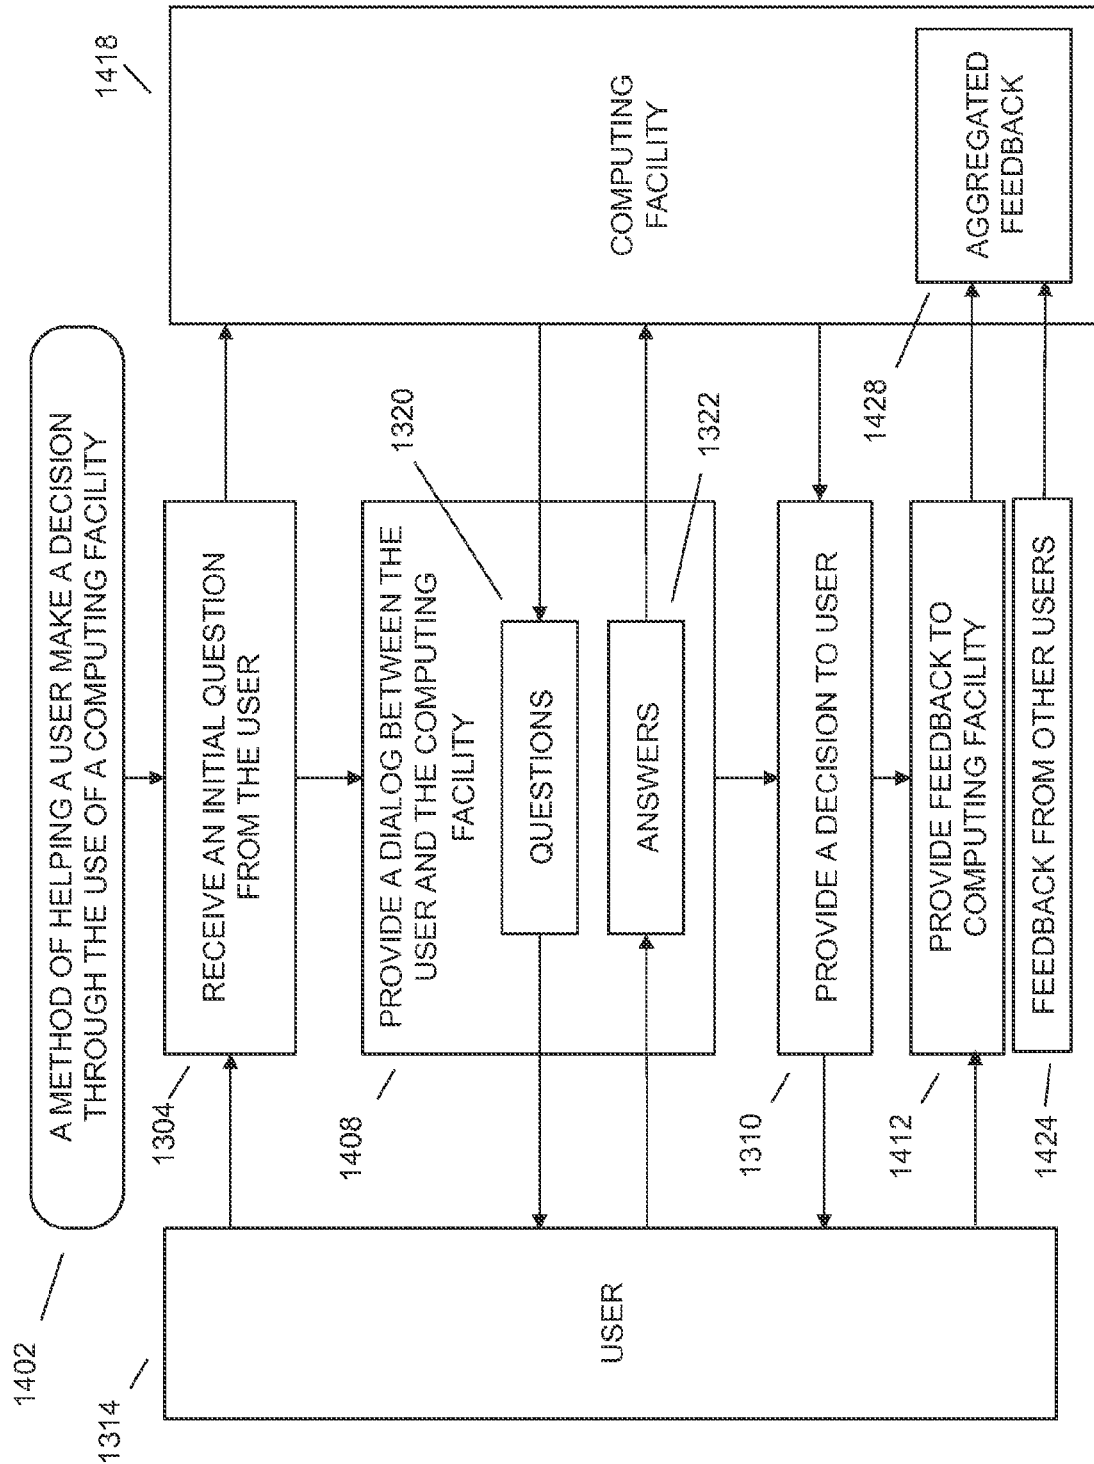 1402
A METHOD OF HELPING A USER MAKE A DECISION
THROUGH THE USE OF A COMPUTING FACILITY
1314
USER
1304
RECEIVE AN INITIAL QUESTION
FROM THE USER
1408
PROVIDE A DIALOG BETWEEN THE
USER AND THE COMPUTING
FACILITY
1320
QUESTIONS
1322
ANSWERS
1310
PROVIDE A DECISION TO USER
1412
PROVIDE FEEDBACK TO
COMPUTING FACILITY
1424
FEEDBACK FROM OTHER USERS
1418
COMPUTING
FACILITY
1428
AGGREGATED
FEEDBACK